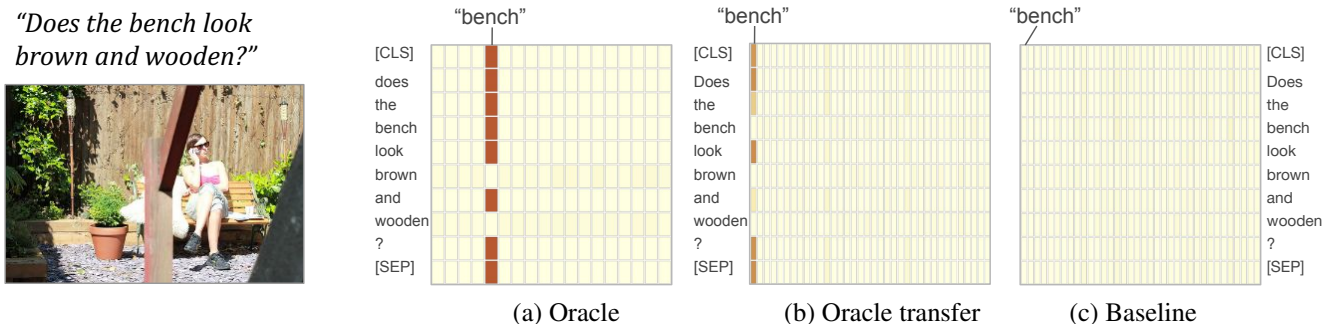 “Does the bench look
brown and wooden?”
“bench”
[CLS]
does
the
bench
look
brown
and
wooden
?
[SEP]
(a) Oracle
“bench”
[CLS]
Does
the
bench
look
brown
and
wooden
?
[SEP]
(b) Oracle transfer
“bench”
[CLS]
Does
the
bench
look
brown
and
wooden
?
[SEP]
(c) Baseline